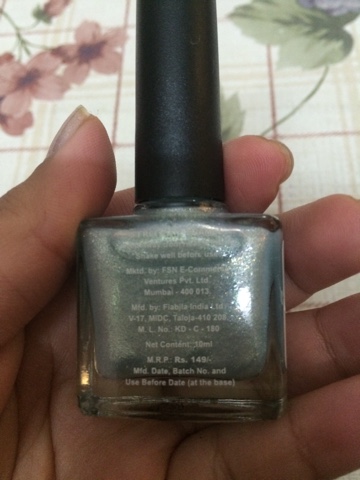 Shake well before use
Mktd. by: FSN E-Commerce
Ventures Pvt. Ltd.
Mumbai - 400 013.
Mfd. by: Fiabila India Ltd.
V-17, MIDC, Taloja-410 208
M. L. No. KD - C - 180
Net Content: 10ml
M.R.P. Rs. 149/-
Mfd. Date, Batch No. and
Use Before Date (at the base)